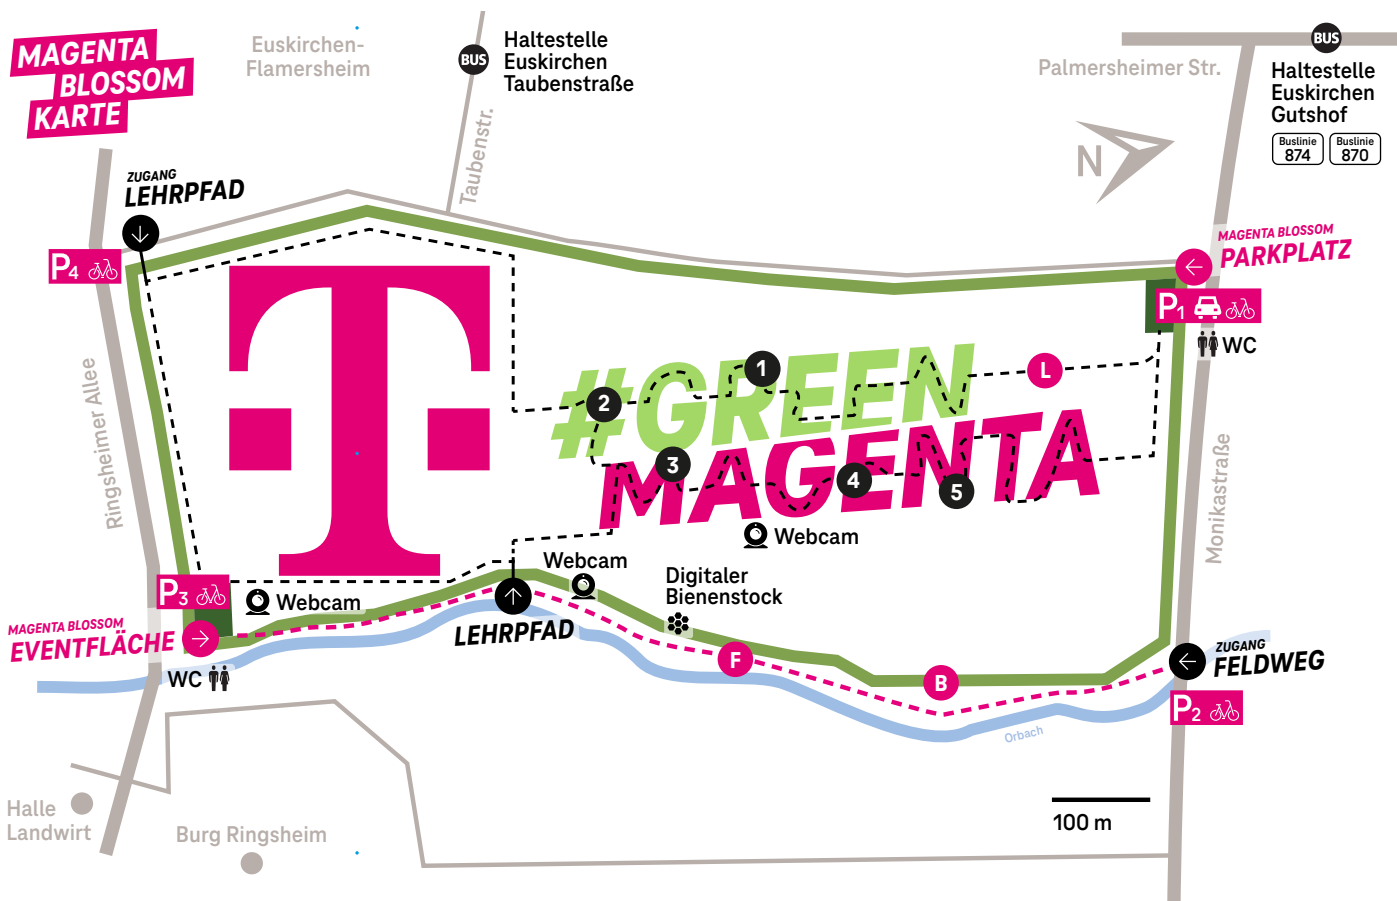 MAGENTA
BLOSSOM
KARTE
Euskirchen-
Flamersheim
BUS
Haltestelle
Euskirchen
Taubenstraße
Taubenstr.
Palmersheimer Str.
BUS
Haltestelle
Euskirchen
Gutshof
Buslinie
874
Buslinie
870
N
ZUGANG
LEHRPFAD
P4
MAGENTA BLOSSOM
PARKPLATZ
P1
WC
Ringsheimer Allee
T
#GREEN
MAGENTA
1
2
3
4
5
L
Monikastraße
Webcam
Webcam
Webcam
Digitaler
Bienenstock
P3
MAGENTA BLOSSOM
EVENTFLÄCHE
WC
LEHRPFAD
F
B
ZUGANG
FELDWEG
P2
Orbach
100 m
Halle
Landwirt
Burg Ringsheim